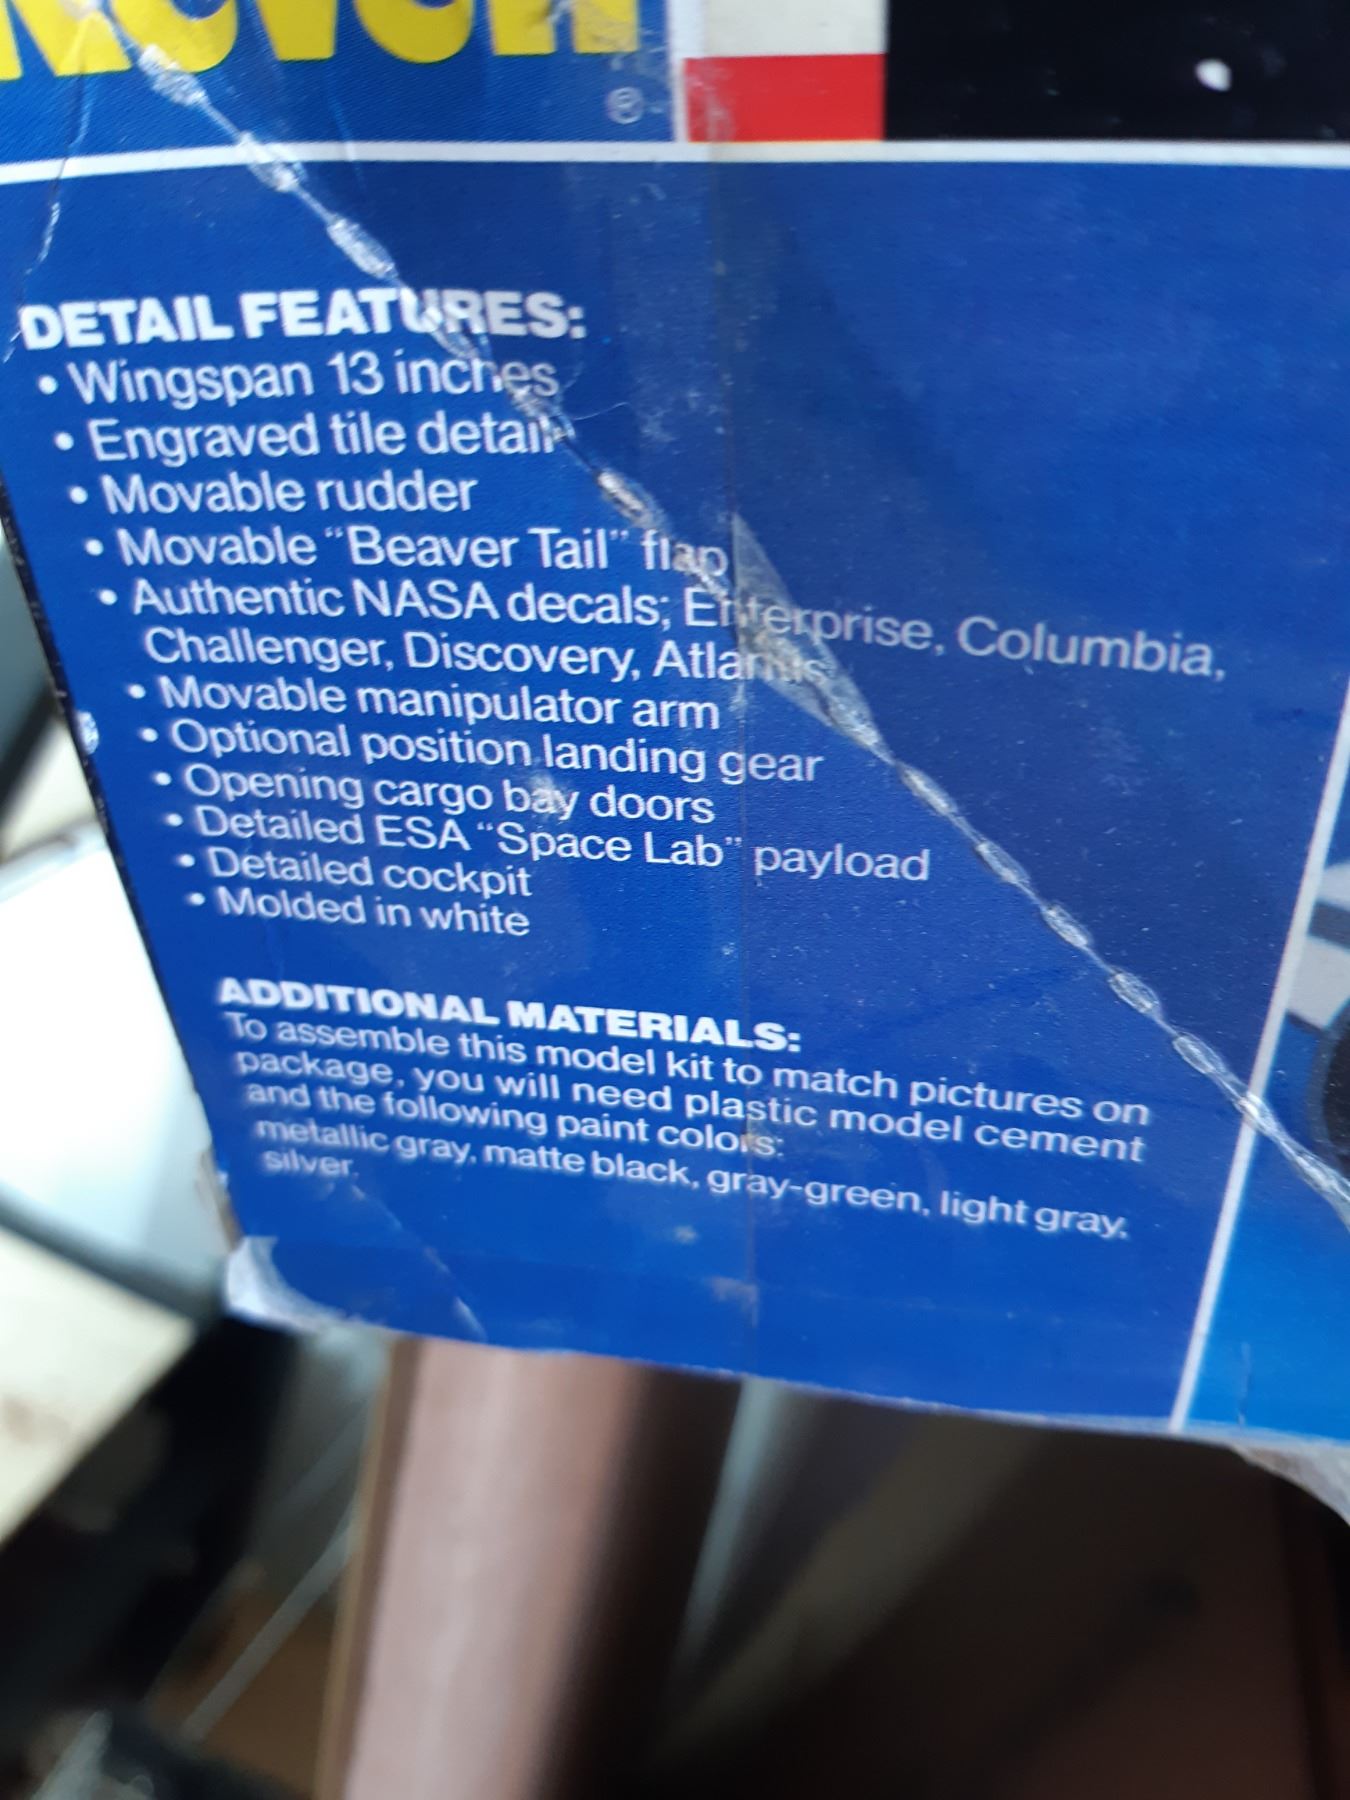 Revell
®
DETAIL FEATURES:
• Wingspan 13 inches
• Engraved tile detail
• Movable rudder
• Movable “Beaver Tail” flap
• Authentic NASA decals; Enterprise, Columbia,
Challenger, Discovery, Atlantis
• Movable manipulator arm
• Optional position landing gear
• Opening cargo bay doors
• Detailed ESA “Space Lab” payload
• Detailed cockpit
• Molded in white
ADDITIONAL MATERIALS:
To assemble this model kit to match pictures on
package, you will need plastic model cement
and the following paint colors:
metallic gray, matte black, gray-green, light gray,
silver.